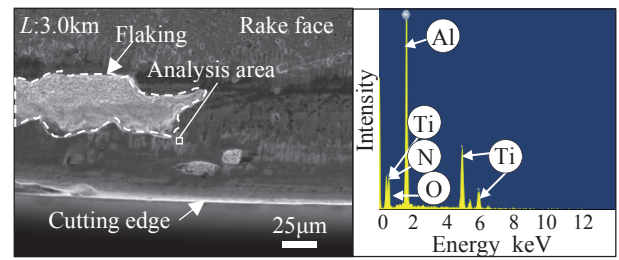 L:3.0km
Rake face
Flaking
Analysis area
Cutting edge
25μm
Intensity
Al
Ti
N
O
Ti
Ti
0 2 4 6 8 10 12
Energy keV